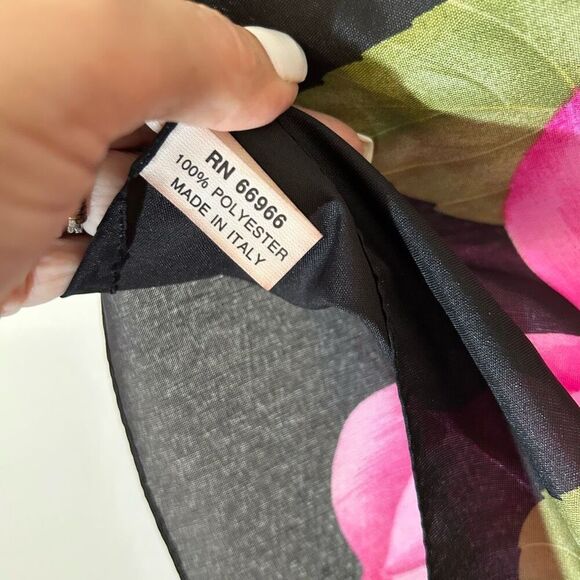 RN 66966
100% POLYESTER
MADE IN ITALY